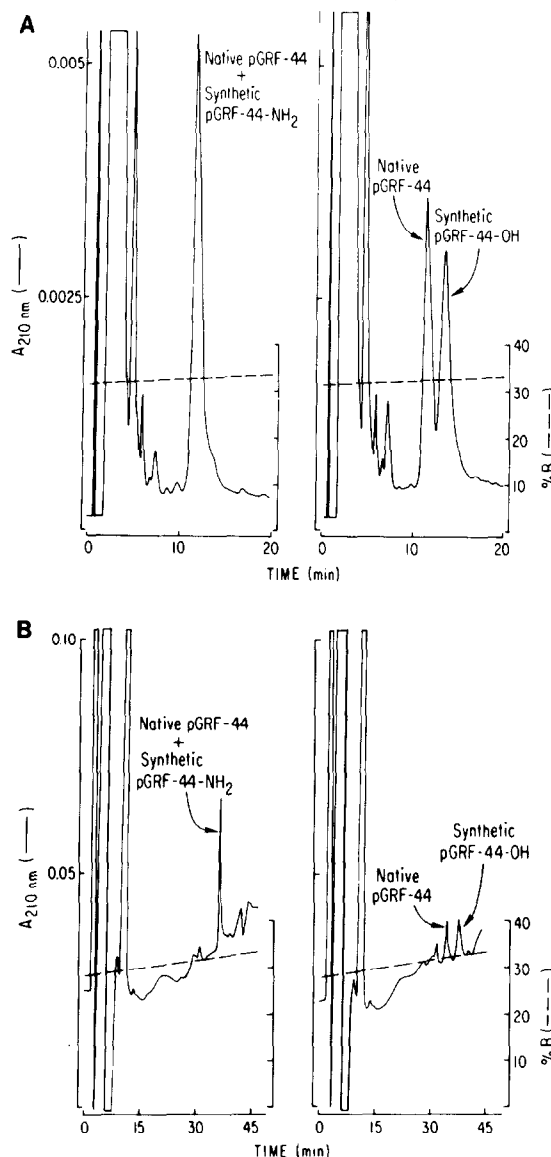 A
0.005
0.0025
A210 nm (——)
Native pGRF-44
+
Synthetic
pGRF-44-NH2
Native
pGRF-44
Synthetic
pGRF-44-OH
40
30
20
10
%B (———)
0 10 20
0 10 20
TIME (min)
B
0.10
0.05
A210 nm (——)
Native pGRF-44
+
Synthetic
pGRF-44-NH2
Synthetic
pGRF-44-OH
Native
pGRF-44
40
30
20
10
%B (———)
0 15 30 45
0 15 30 45
TIME (min)